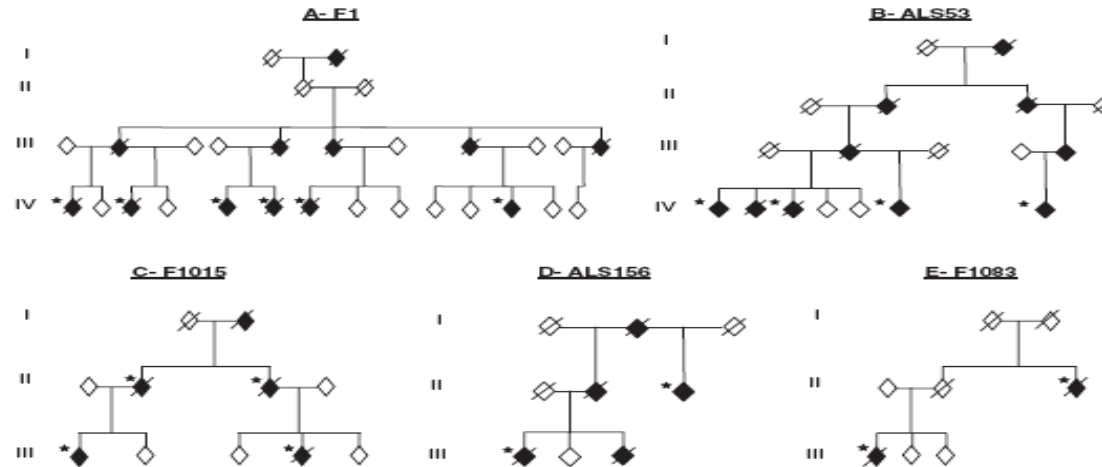 A- F1
I
II
III
IV
B- ALS53
I
II
III
IV
C- F1015
I
II
III
D- ALS156
I
II
III
E- F1083
I
II
III